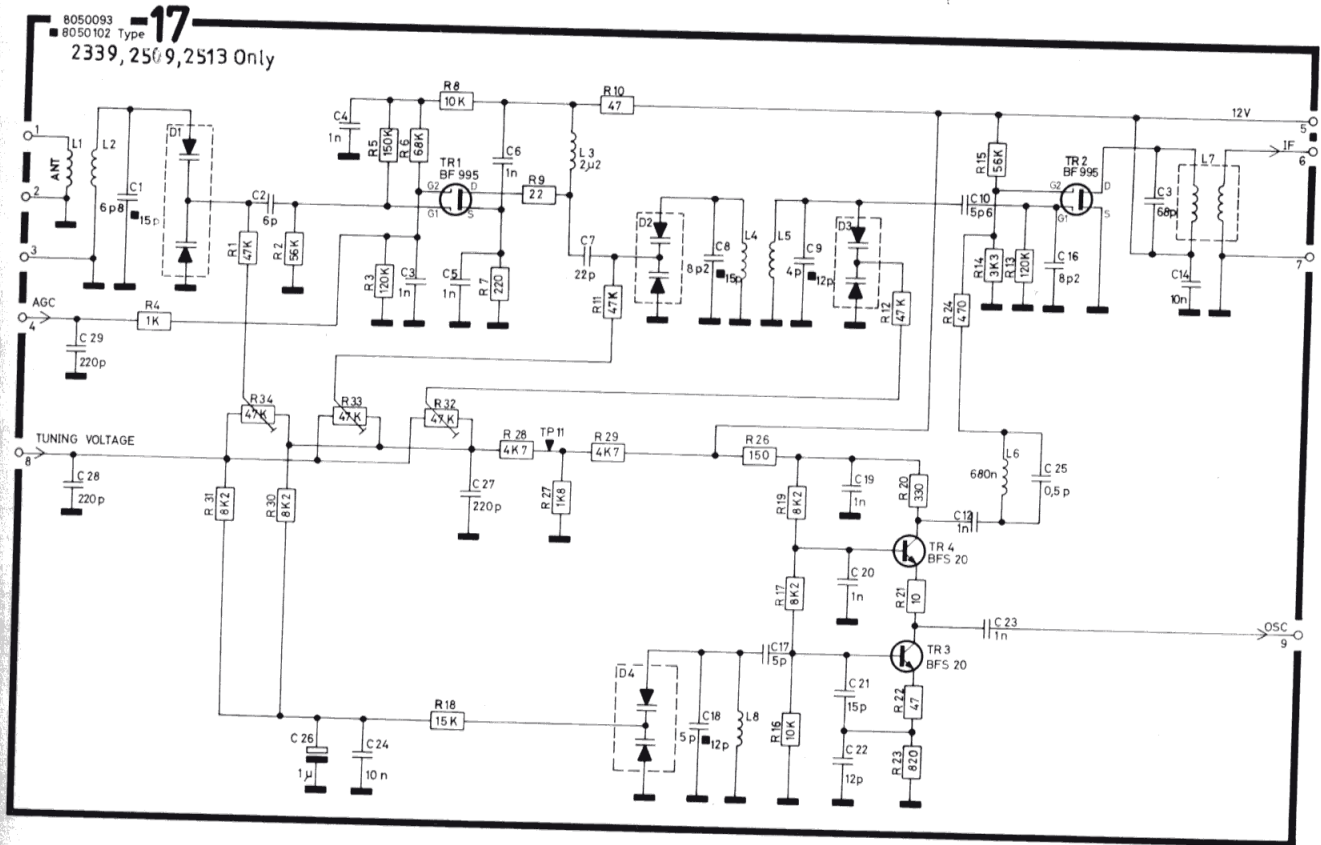 8050093
■ 8050102 Type
17
2339, 2509, 2513 Only
1
2
3
ANT
L1
L2
C1
6p8
■15p
D1
C4
1n
R5
150K
R6
68K
R8
10K
C6
1n
L3
2µ2
R10
47
12V
5
IF
6
7
TR1
BF 995
G2
G1
D
S
R9
22
C2
6p
R1
47K
R2
56K
R3
120K
C3
1n
C5
1n
R7
220
C7
22p
R11
47K
D2
C8
8p2
■15p
L4
L5
C9
4p
■12p
D3
R12
47K
C10
5p6
R15
56K
TR2
BF 995
G2
G1
D
S
R14
3K3
R13
120K
C16
8p2
C3
68p
L7
C14
10n
R24
470
AGC
4
R4
1K
C29
220p
R34
47K
R33
47K
R32
47K
TUNING VOLTAGE
8
C28
220p
R31
8K2
R30
8K2
C27
220p
R28
4K7
TP11
R27
1K8
R29
4K7
R26
150
R19
8K2
C19
1n
R20
330
L6
680n
C25
0,5p
C12
1n
TR4
BFS 20
C20
1n
R17
8K2
R21
10
C23
1n
OSC
9
TR3
BFS 20
C17
5p
C21
15p
R22
47
R16
10K
C22
12p
R23
820
D4
C18
5p
■12p
L8
R18
15K
C26
1µ
C24
10n